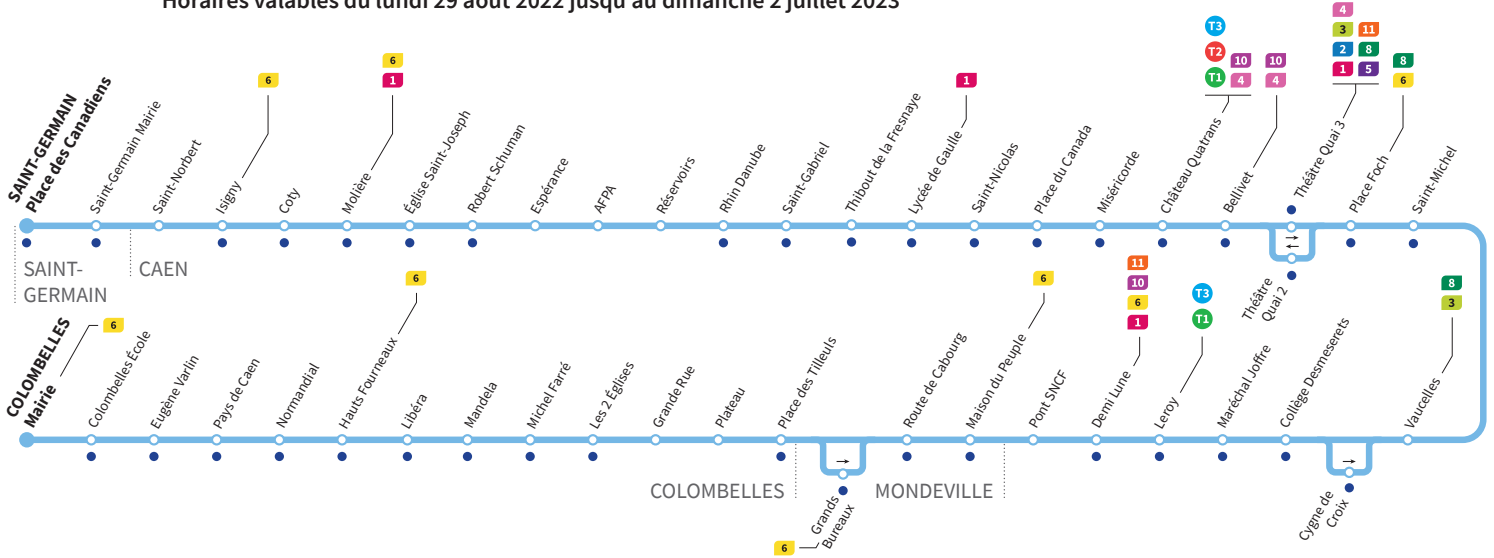 Horaires valables du lundi 29 août 2022 jusqu'au dimanche 2 juillet 2023
SAINT-GERMAIN
Place des Canadiens
Saint-Germain Mairie
Saint-Norbert
6
Isigny
Coty
6
1
Molière
Église Saint-Joseph
Robert Schuman
Espérance
AFPA
Réservoirs
Rhin Danube
Saint-Gabriel
Thibout de la Fresnaye
1
Lycée de Gaulle
Saint-Nicolas
Place du Canada
Miséricorde
T3
T2 10
T1 4
Château Quatrans
10
4
Bellivet
4
3 11
2 8
1 5
Théâtre Quai 3
8
6
Place Foch
Saint-Michel
→
←
Théâtre
Quai 2
SAINT-
GERMAIN
CAEN
COLOMBELLES
Mairie
6
Colombelles École
Eugène Varlin
Pays de Caen
Normandial
6
Hauts Fourneaux
Libéra
Mandela
Michel Farré
Les 2 Églises
Grande Rue
Plateau
Place des Tilleuls
→
Grands
Bureaux
6
Route de Cabourg
6
Maison du Peuple
Pont SNCF
11
10
6
1
Demi Lune
T3
T1
Leroy
Maréchal Joffre
Collège Desmeserets
→
Cygne de
Croix
8
3
Vaucelles
COLOMBELLES
MONDEVILLE